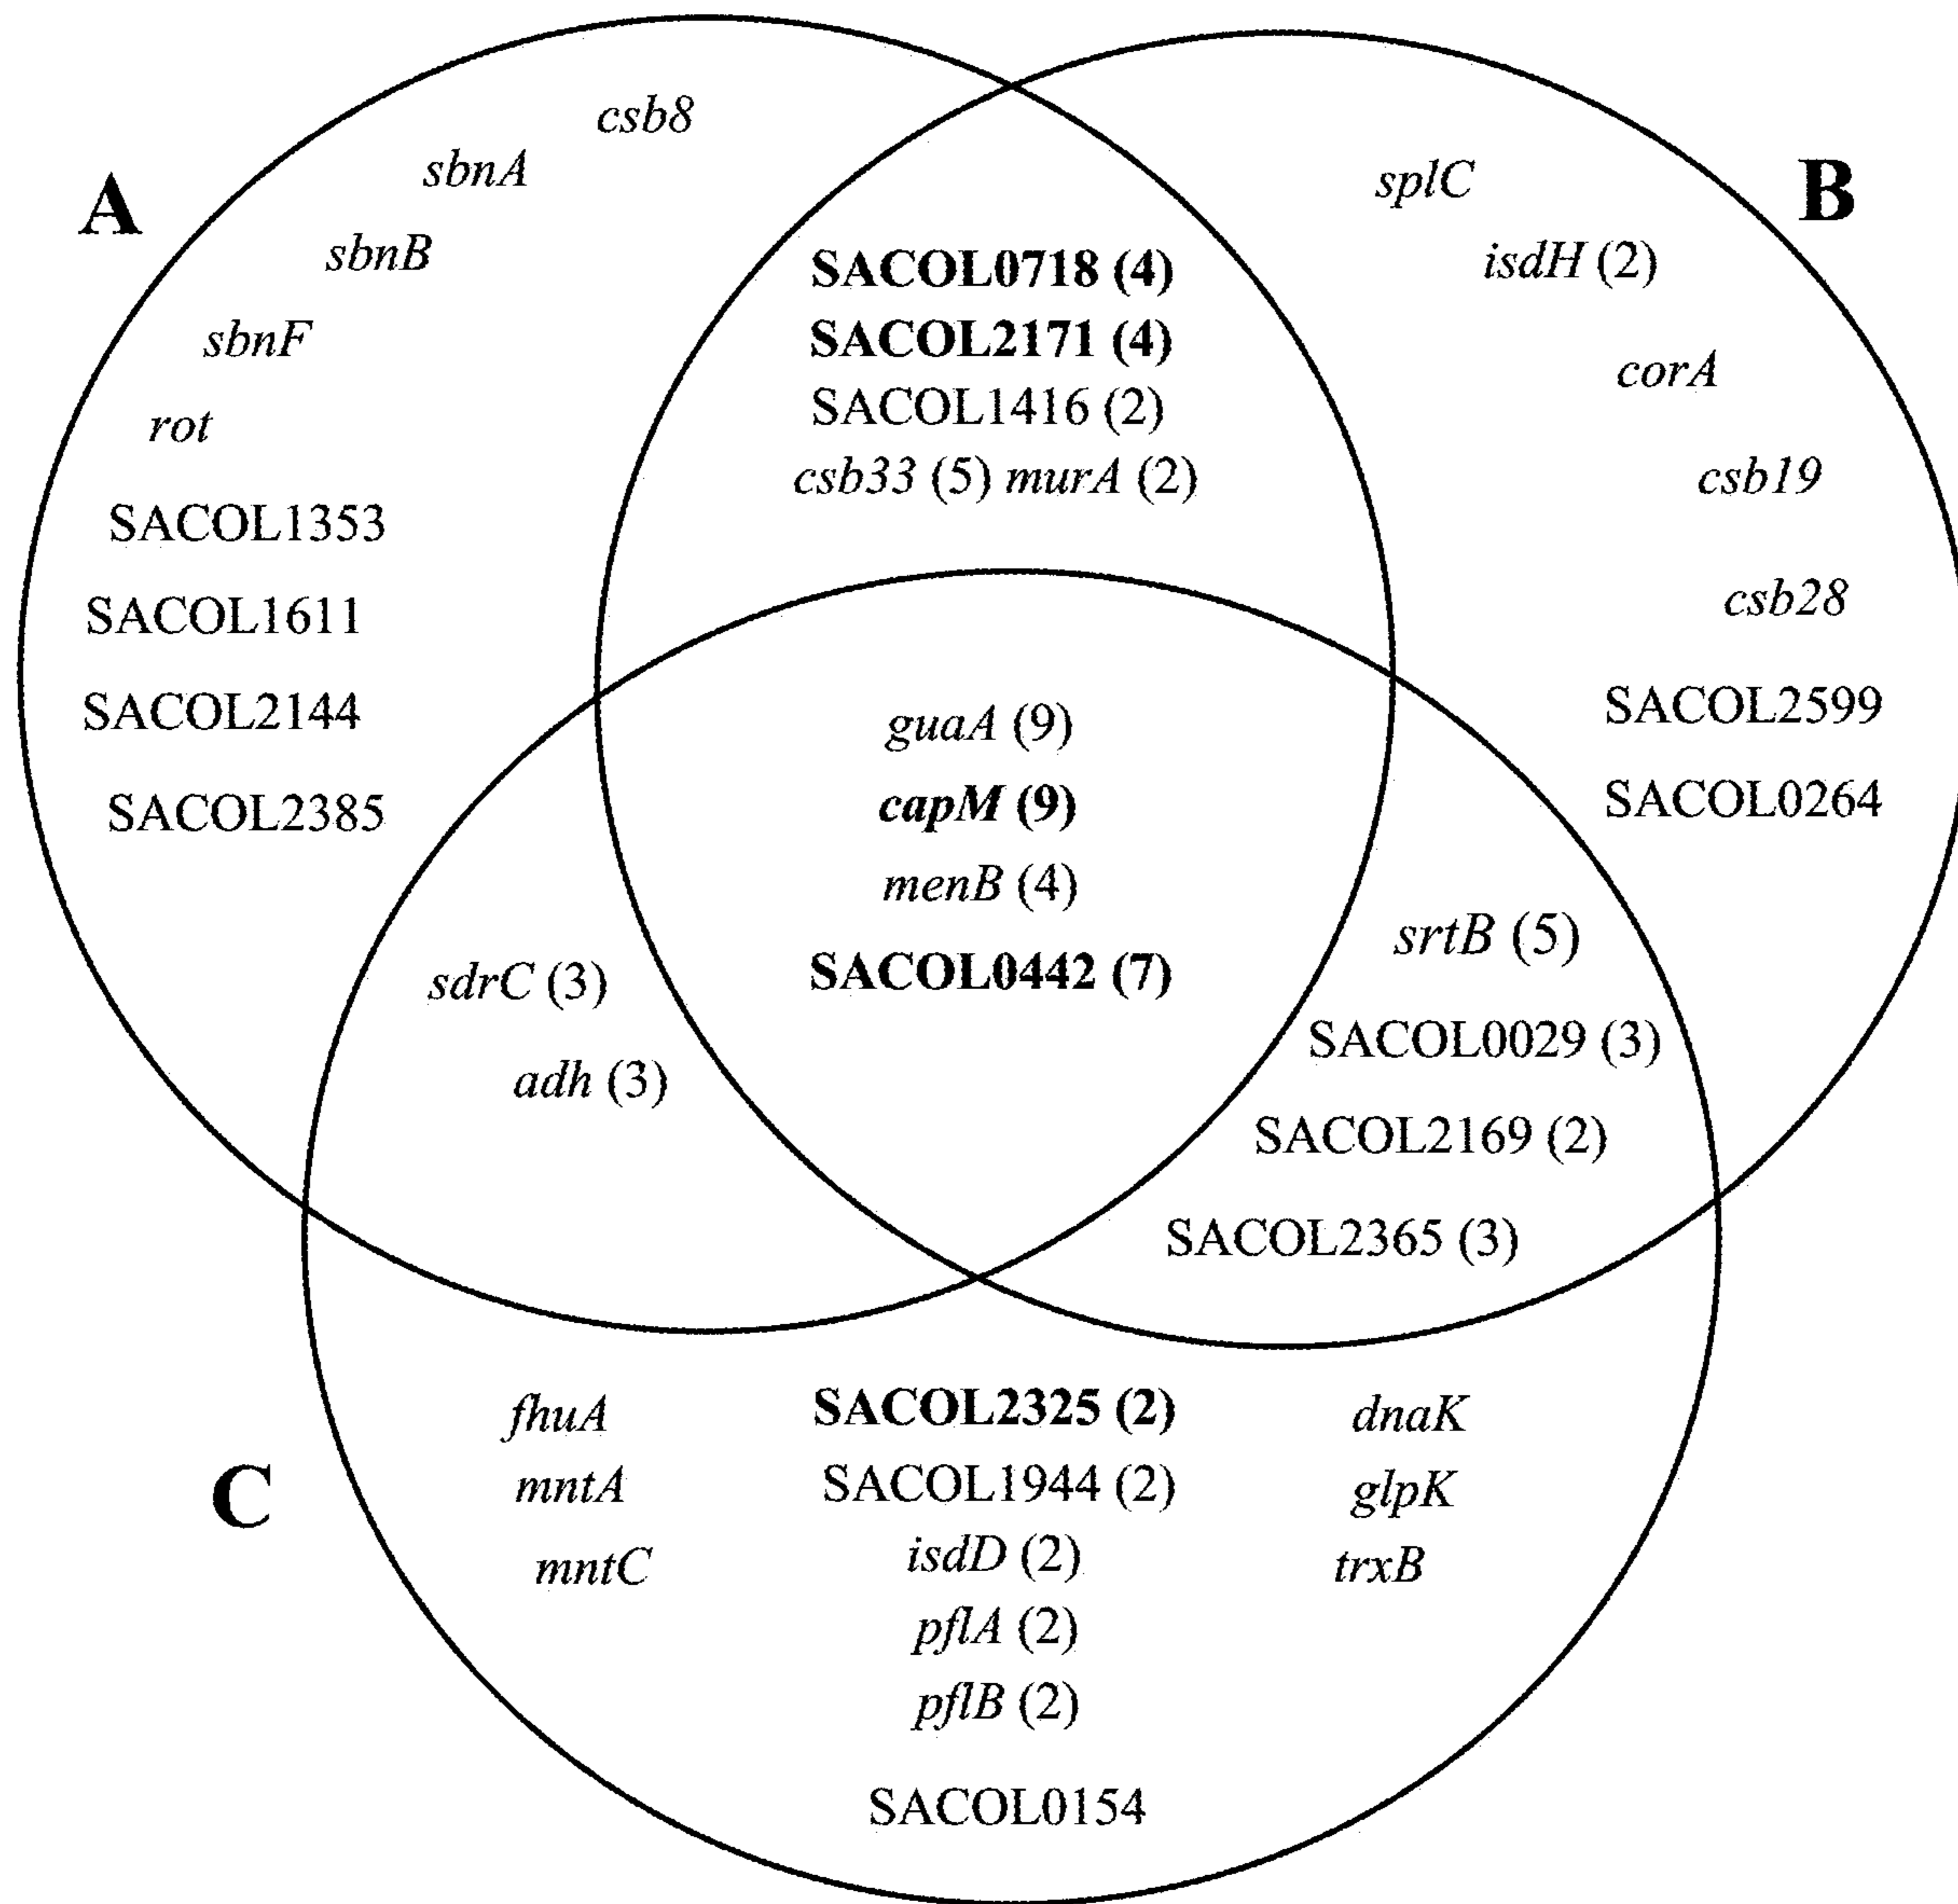 csb8
sbnA
A
sbnB
sbnF
rot
SACOL1353
SACOL1611
SACOL2144
SACOL2385
SACOL0718 (4)
SACOL2171 (4)
SACOL1416 (2)
csb33 (5) murA (2)
splC
B
isdH (2)
corA
csb19
csb28
SACOL2599
SACOL0264
guaA (9)
capM (9)
menB (4)
SACOL0442 (7)
sdrC (3)
adh (3)
srtB (5)
SACOL0029 (3)
SACOL2169 (2)
SACOL2365 (3)
C
fhuA
mntA
mntC
SACOL2325 (2)
SACOL1944 (2)
isdD (2)
pflA (2)
pflB (2)
SACOL0154
dnaK
glpK
trxB